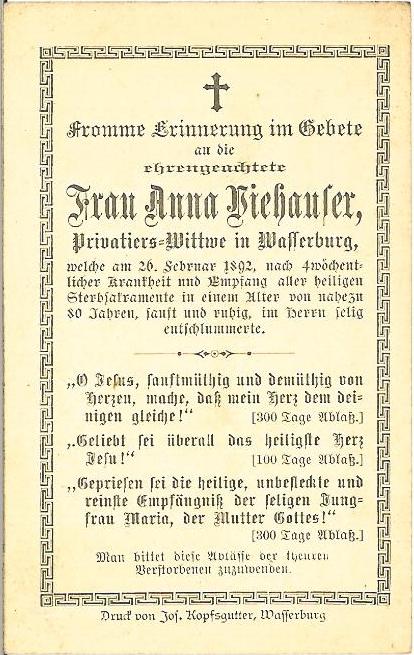 Fromme Erinnerung im Gebete
an die
ehrengeachtete
Frau Anna Viehauser,
Privatiers-Wittwe in Wasserburg,
welche am 26. Februar 1892, nach 4wöchent-
licher Krankheit und Empfang aller heiligen
Sterbsakramente in einem Alter von nahezu
80 Jahren, sanft und ruhig, im Herrn selig
entschlummerte.
„O Jesus, sanftmüthig und demüthig von
Herzen, mache, daß mein Herz dem dei-
nigen gleiche!“ [300 Tage Ablaß.]
„Geliebt sei überall das heiligste Herz
Jesu!“ [100 Tage Ablaß.]
„Gepriesen sei die heilige, unbefleckte und
reinste Empfängniß der seligen Jung-
frau Maria, der Mutter Gottes!“
[300 Tage Ablaß.]
Man bittet diese Ablässe der theuren
Verstorbenen zuzuwenden.
Druck von Jos. Kopfsgutter, Wasserburg